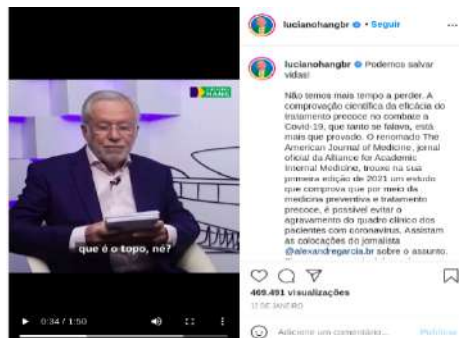 HANG
que é o topo, né?
0:34 / 1:50
lucianohangbr • Seguir
lucianohangbr Podemos salvar
vidas!
Não temos mais tempo a perder. A
comprovação científica da eficácia do
tratamento precoce no combate a
Covid-19, que tanto se falava, está
mais que provado. O renomado The
American Journal of Medicine, jornal
oficial da Alliance for Academic
Internal Medicine, trouxe na sua
primeira edição de 2021 um estudo
que comprova que por meio da
medicina preventiva e tratamento
precoce, é possível evitar o
agravamento do quadro clínico dos
pacientes com coronavírus. Assistam
as colocações do jornalista
@alexandregarcia.br sobre o assunto.
469.491 visualizações
12 DE JANEIRO
Adicione um comentário...
Publicar